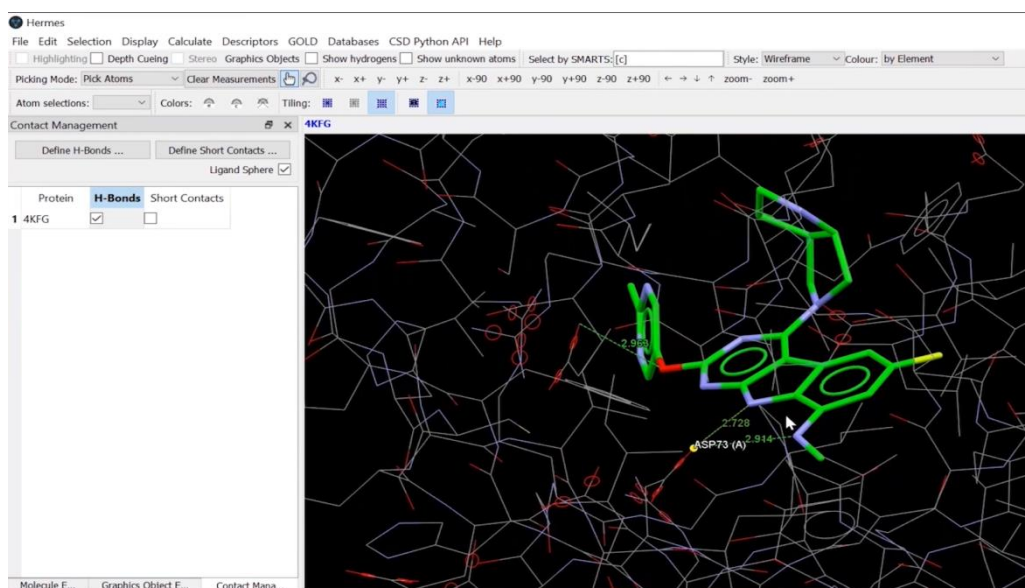 Hermes
File Edit Selection Display Calculate Descriptors GOLD Databases CSD Python API Help
Highlighting Depth Cueing Stereo Graphics Objects Show hydrogens Show unknown atoms Select by SMARTS: [c] Style: Wireframe Colour: by Element
Picking Mode: Pick Atoms Clear Measurements x- x+ y- y+ z- z+ x-90 x+90 y-90 y+90 z-90 z+90 ← → ↓ ↑ zoom- zoom+
Atom selections: Colors: Tiling:
Contact Management
4KFG
Define H-Bonds ... Define Short Contacts ...
Ligand Sphere
Protein H-Bonds Short Contacts
1 4KFG
2.728
ASP73 (A) 2.914
Molecule E... Graphics Object E... Contact Mana...